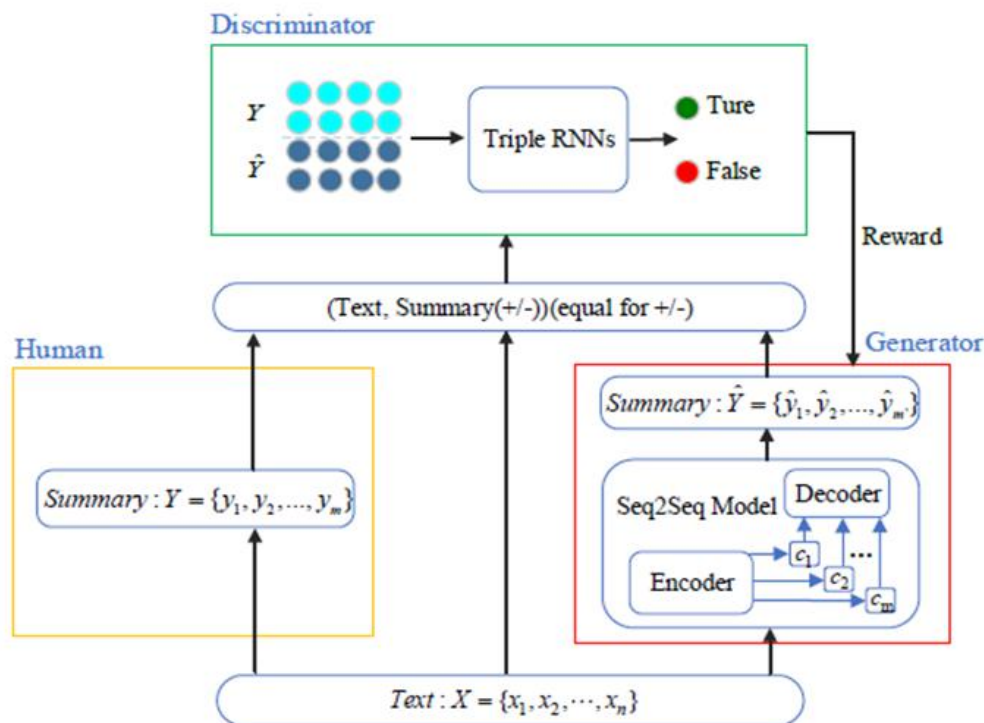 Discriminator
Y
Ŷ
Triple RNNs
Ture
False
Reward
(Text, Summary(+/-))(equal for +/-)
Human
Generator
Summary : Y = {y₁, y₂, ..., yₘ}
Summary : Ŷ = {ŷ₁, ŷ₂, ..., ŷₘ'}
Seq2Seq Model
Decoder
Encoder
c₁
c₂
...
cₘ
Text : X = {x₁, x₂, ⋯, xₙ}